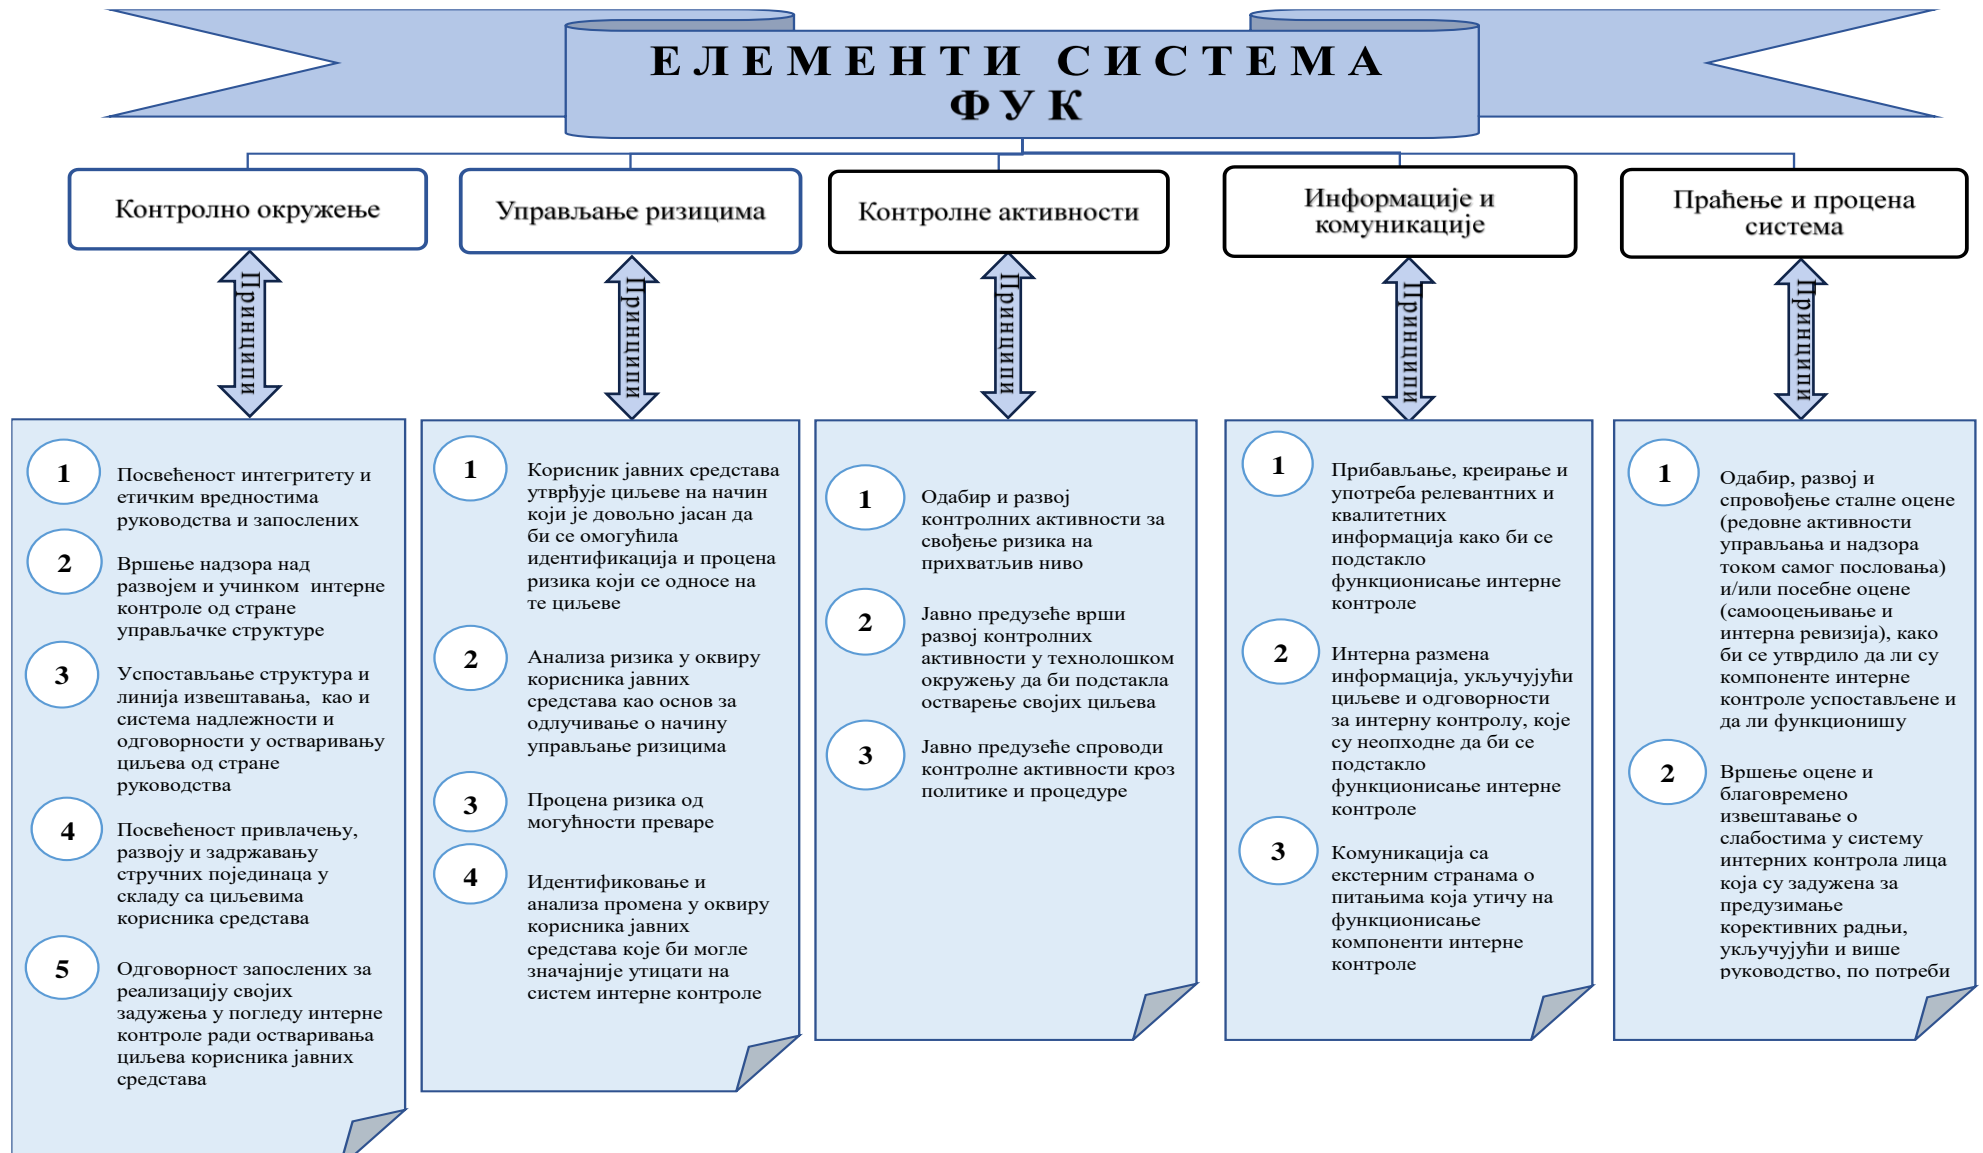 ЕЛЕМЕНТИ СИСТЕМА
ФУК
Контролно окружење
Управљање ризицима
Контролне активности
Информације и
комуникације
Праћење и процена
система
Принципи
Принципи
Принципи
Принципи
Принципи
1
Посвећеност интегритету и
етичким вредностима
руководства и запослених
2
Вршење надзора над
развојем и учинком интерне
контроле од стране
управљачке структуре
3
Успостављање структура и
линија извештавања, као и
система надлежности и
одговорности у остваривању
циљева од стране
руководства
4
Посвећеност привлачењу,
развоју и задржавању
стручних појединаца у
складу са циљевима
корисника средстава
5
Одговорност запослених за
реализацију својих
задужења у погледу интерне
контроле ради остваривања
циљева корисника јавних
средстава
1
Корисник јавних средстава
утврђује циљеве на начин
који је довољно јасан да
би се омогућила
идентификација и процена
ризика који се односе на
те циљеве
2
Анализа ризика у оквиру
корисника јавних
средстава као основ за
одлучивање о начину
управљање ризицима
3
Процена ризика од
могућности преваре
4
Идентификовање и
анализа промена у оквиру
корисника јавних
средстава које би могле
значајније утицати на
систем интерне контроле
1
Одабир и развој
контролних активности за
свођење ризика на
прихватљив ниво
2
Јавно предузеће врши
развој контролних
активности у технолошком
окружењу да би подстакла
остварење својих циљева
3
Јавно предузеће спроводи
контролне активности кроз
политике и процедуре
1
Прибављање, креирање и
употреба релевантних и
квалитетних
информација како би се
подстакло
функционисање интерне
контроле
2
Интерна размена
информација, укључујући
циљеве и одговорности
за интерну контролу, које
су неопходне да би се
подстакло
функционисање интерне
контроле
3
Комуникација са
екстерним странама о
питањима која утичу на
функционисање
компоненти интерне
контроле
1
Одабир, развој и
спровођење сталне оцене
(редовне активности
управљања и надзора
током самог пословања)
и/или посебне оцене
(самооцењивање и
интерна ревизија), како
би се утврдило да ли су
компоненте интерне
контроле успостављене и
да ли функционишу
2
Вршење оцене и
благовремено
извештавање о
слабостима у систему
интерних контрола лица
која су задужена за
предузимање
корективних радњи,
укључујући и више
руководство, по потреби